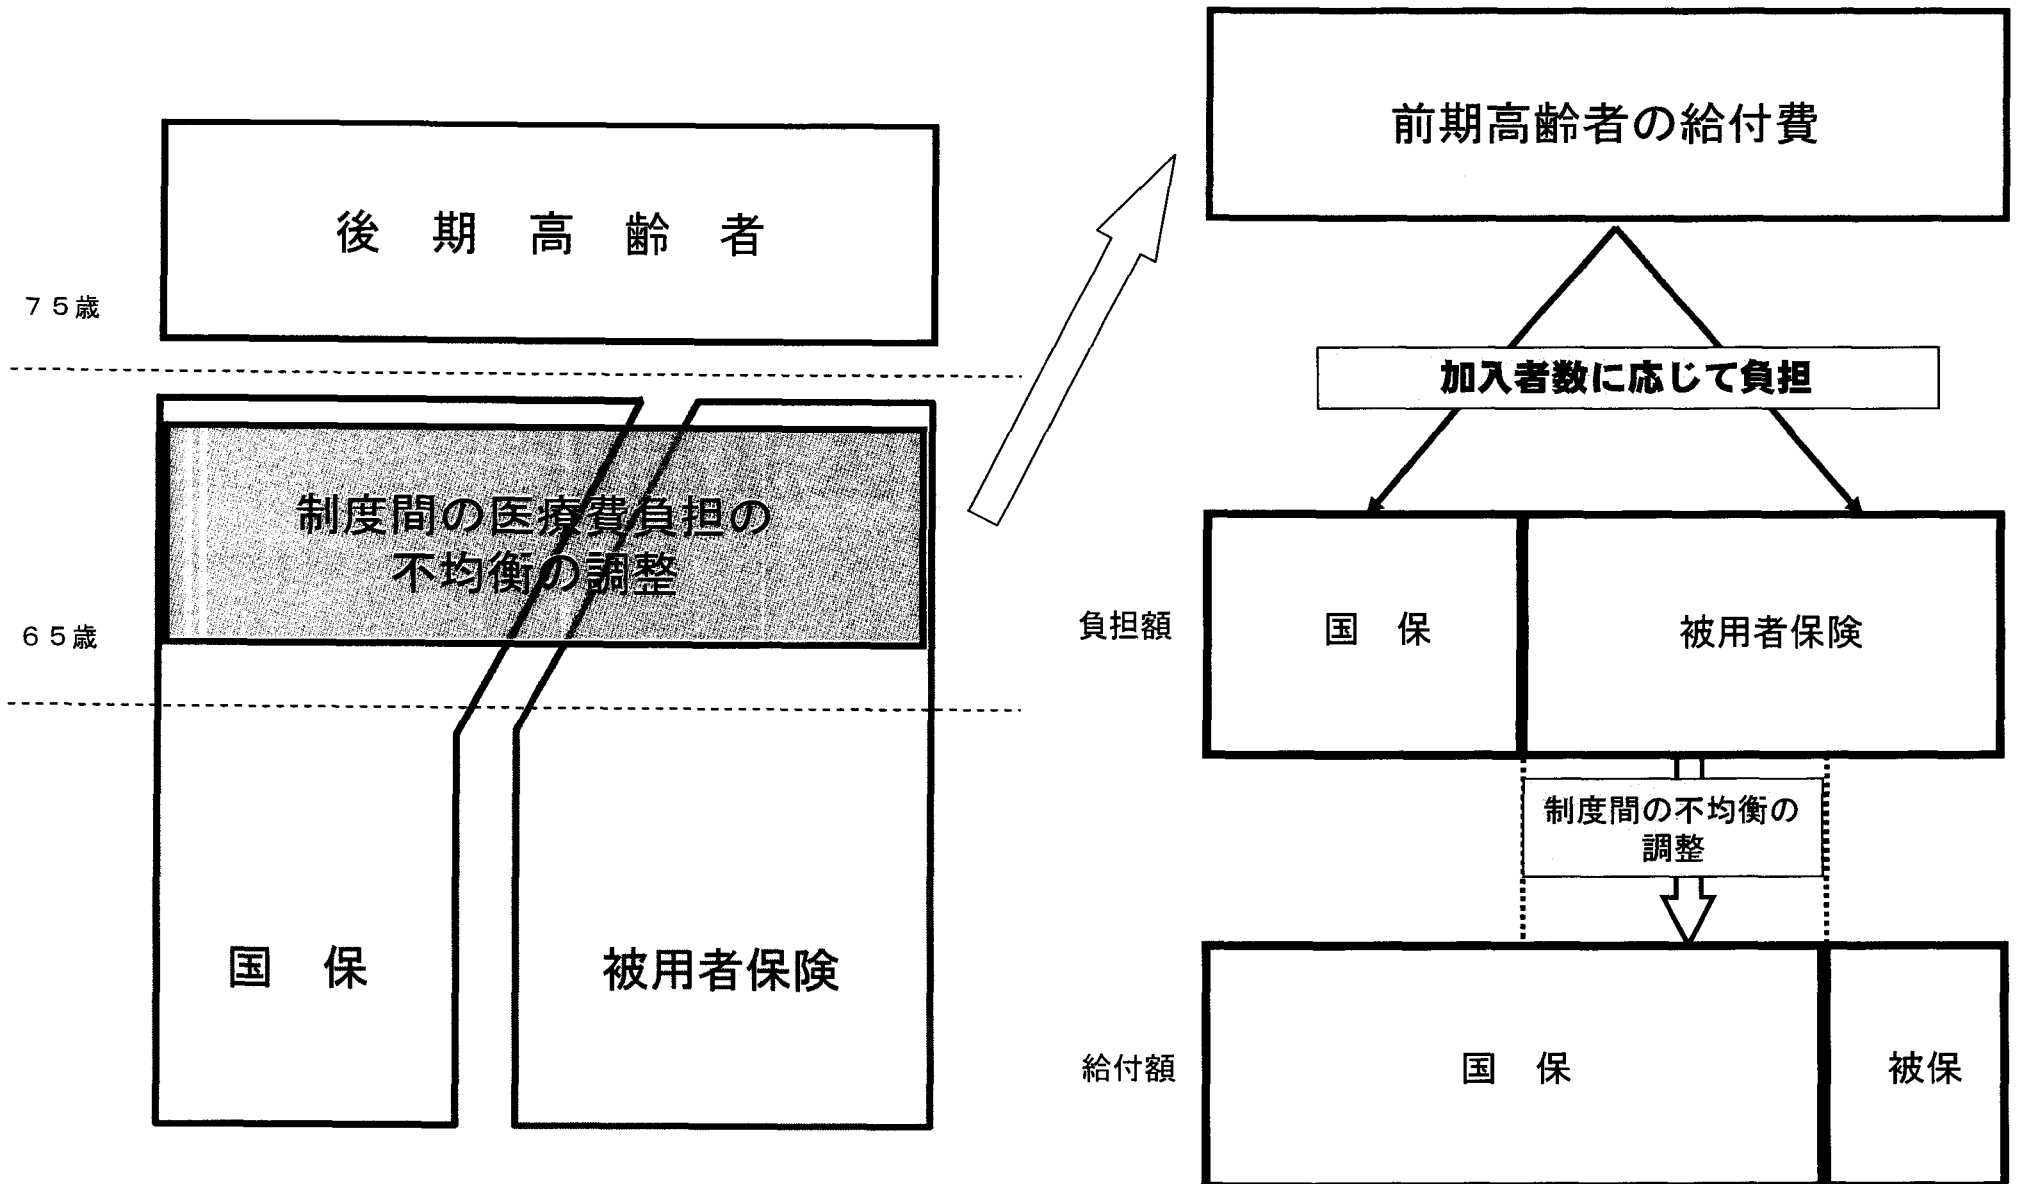 後 期 高 齢 者
７５歳
制度間の医療費負担の
不均衡の調整
６５歳
国 保
被用者保険
前期高齢者の給付費
加入者数に応じて負担
負担額
国 保
被用者保険
制度間の不均衡の
調整
給付額
国 保
被保